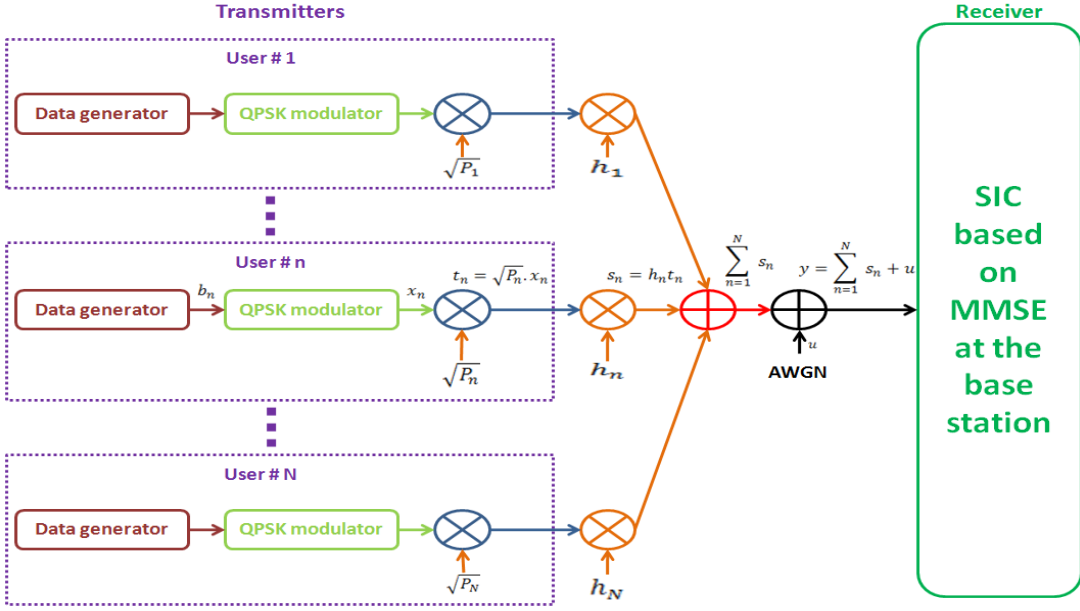 Transmitters
Receiver
User # 1
Data generator
QPSK modulator
√P₁
h₁
User # n
Data generator
bₙ
QPSK modulator
xₙ
tₙ = √Pₙ.xₙ
√Pₙ
sₙ = hₙtₙ
hₙ
∑ₙ₌₁ᴺ sₙ
y = ∑ₙ₌₁ᴺ sₙ + u
u
AWGN
User # N
Data generator
QPSK modulator
√P_N
h_N
SIC
based
on
MMSE
at the
base
station